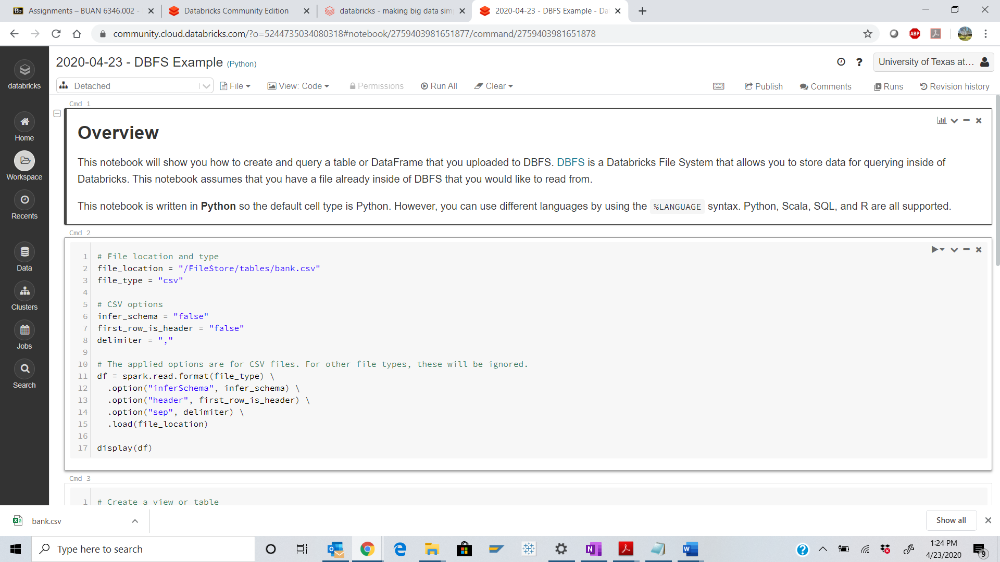 Assignments – BUAN 6346.002 -
Databricks Community Edition
databricks - making big data sim
2020-04-23 - DBFS Example - Da
community.cloud.databricks.com/?o=5244735034080318#notebook/2759403981651877/command/2759403981651878
ABP
databricks
Home
Workspace
Recents
Data
Clusters
Jobs
Search
2020-04-23 - DBFS Example (Python)
University of Texas at...
Detached
File
View: Code
Permissions
Run All
Clear
Publish
Comments
Runs
Revision history
Cmd 1
Overview
This notebook will show you how to create and query a table or DataFrame that you uploaded to DBFS. DBFS is a Databricks File System that allows you to store data for querying inside of
Databricks. This notebook assumes that you have a file already inside of DBFS that you would like to read from.
This notebook is written in Python so the default cell type is Python. However, you can use different languages by using the %LANGUAGE syntax. Python, Scala, SQL, and R are all supported.
Cmd 2
1 # File location and type
2 file_location = "/FileStore/tables/bank.csv"
3 file_type = "csv"
4
5 # CSV options
6 infer_schema = "false"
7 first_row_is_header = "false"
8 delimiter = ","
9
10 # The applied options are for CSV files. For other file types, these will be ignored.
11 df = spark.read.format(file_type) \
12 .option("inferSchema", infer_schema) \
13 .option("header", first_row_is_header) \
14 .option("sep", delimiter) \
15 .load(file_location)
16
17 display(df)
Cmd 3
1 # Create a view or table
bank.csv
Show all
Type here to search
1:24 PM
4/23/2020
9